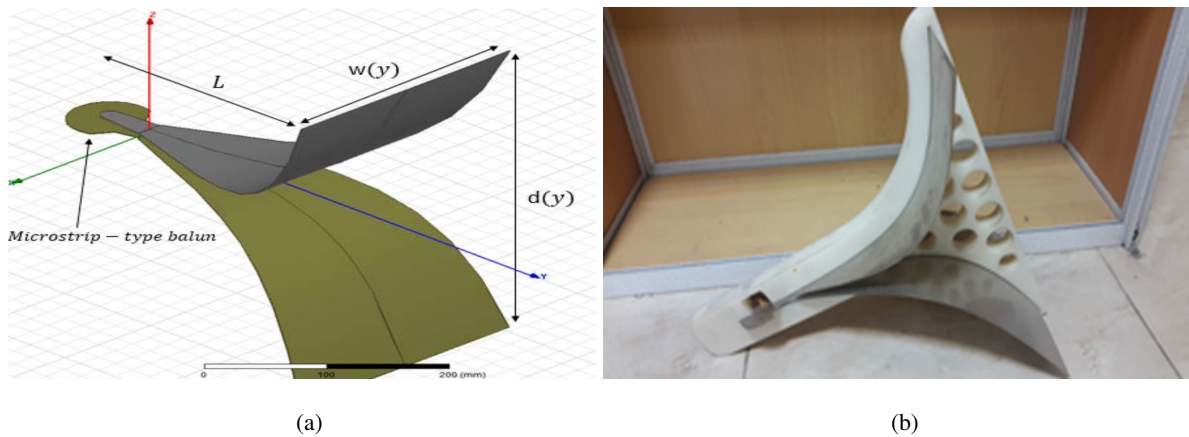 Z
w(y)
L
d(y)
Microstrip − type balun
Y
0 100 200 (mm)
(a) (b)